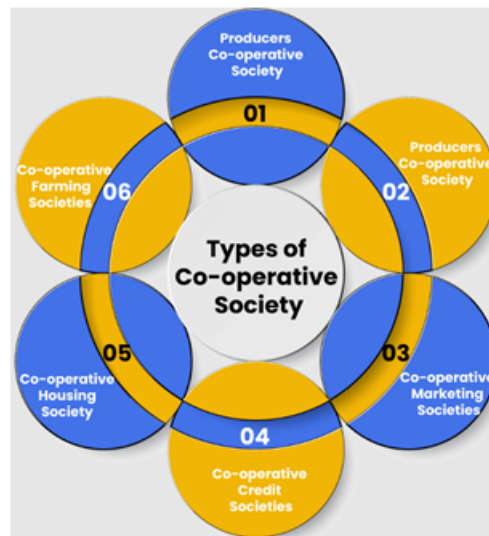 Producers
Co-operative
Society
01
Producers
Co-operative
Society
02
03
Co-operative
Marketing
Societies
04
Co-operative
Credit
Societies
05
Co-operative
Housing
Society
Co-operative
Farming
Societies
06
Types of
Co-operative
Society